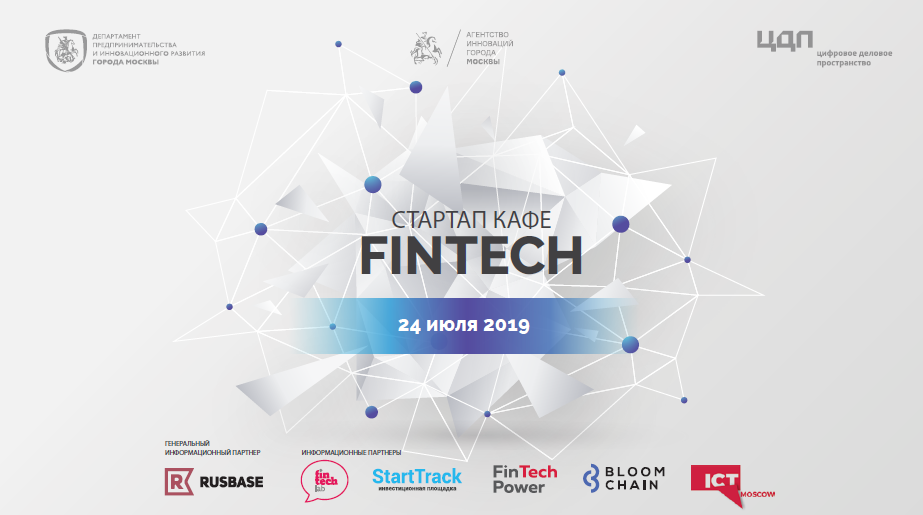 ДЕПАРТАМЕНТ
ПРЕДПРИНИМАТЕЛЬСТВА
И ИННОВАЦИОННОГО РАЗВИТИЯ
ГОРОДА МОСКВЫ
АГЕНТСТВО
ИННОВАЦИЙ
ГОРОДА
МОСКВЫ
ЦДП
цифровое деловое
пространство
СТАРТАП КАФЕ
FINTECH
24 июля 2019
ГЕНЕРАЛЬНЫЙ
ИНФОРМАЦИОННЫЙ ПАРТНЕР
RUSBASE
ИНФОРМАЦИОННЫЕ ПАРТНЕРЫ
fin
tech
lab
StartTrack
инвестиционная площадка
FinTech
Power
BLOOM
CHAIN
ICT
MOSCOW